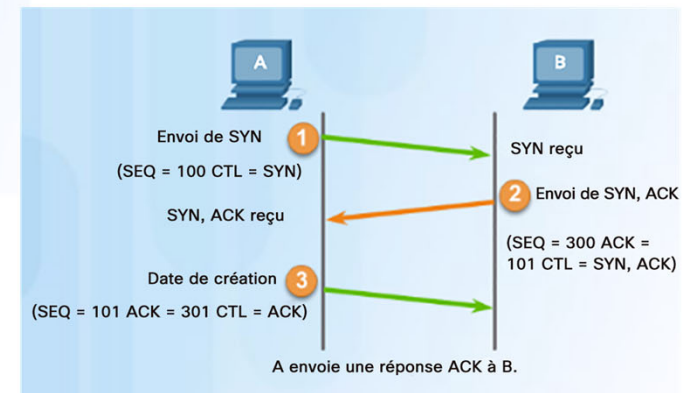 A
B
Envoi de SYN
1
(SEQ = 100 CTL = SYN)
SYN reçu
2
Envoi de SYN, ACK
SYN, ACK reçu
(SEQ = 300 ACK =
101 CTL = SYN, ACK)
Date de création
3
(SEQ = 101 ACK = 301 CTL = ACK)
A envoie une réponse ACK à B.